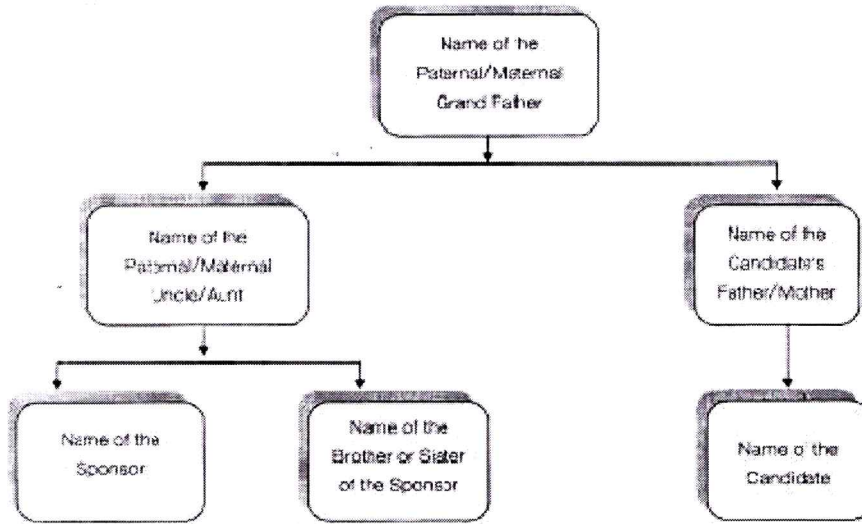 Name of the
Paternal/Maternal
Grand Father
Name of the
Paternal/Maternal
Uncle/Aunt
Name of the
Candidate's
Father/Mother
Name of the
Sponsor
Name of the
Brother or Sister
of the Sponsor
Name of the
Candidate